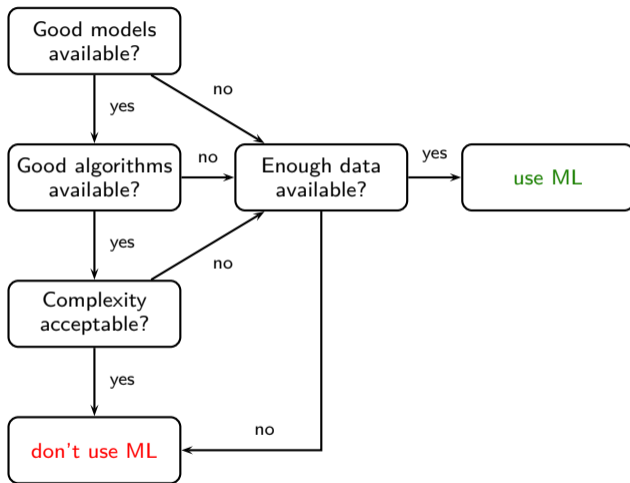 Good models
available?
no
yes
Good algorithms
available?
no
Enough data
available?
yes
use ML
yes
no
Complexity
acceptable?
yes
no
don't use ML